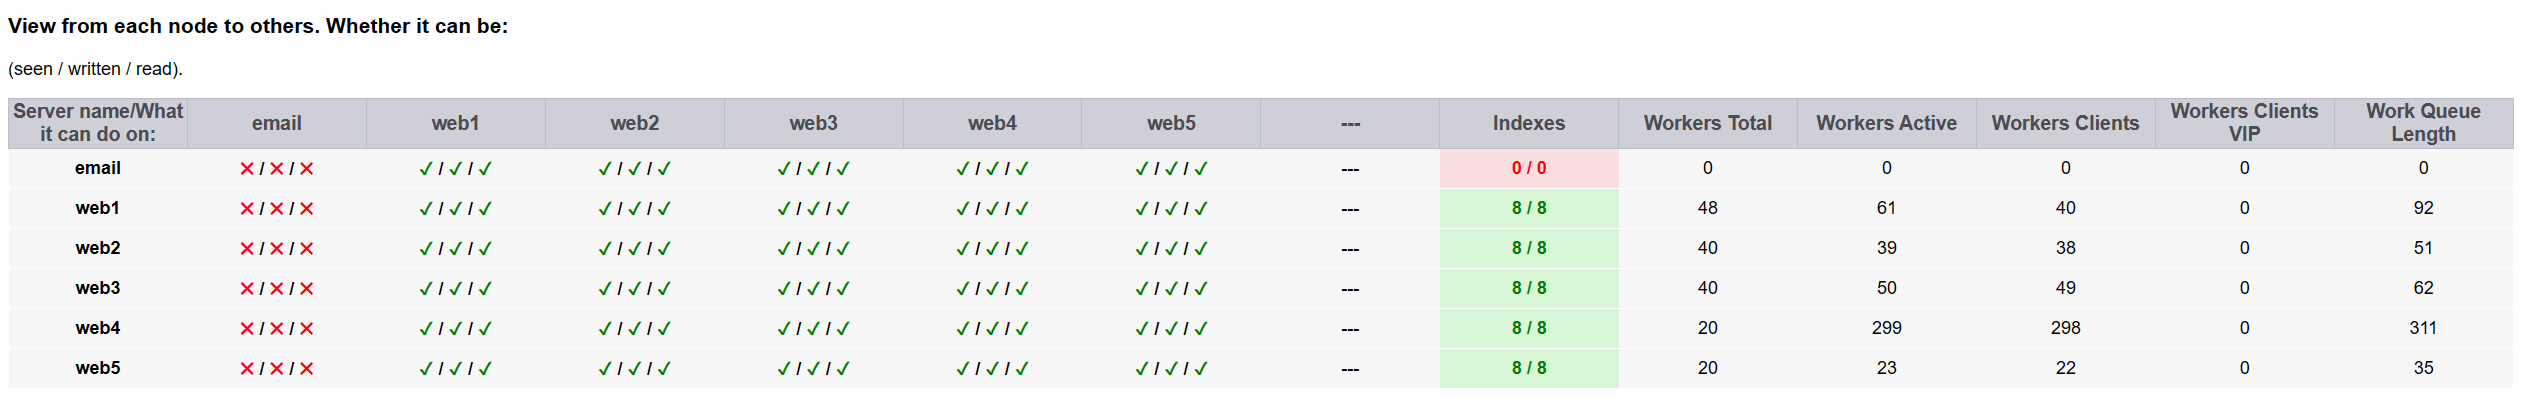 View from each node to others. Whether it can be:
(seen / written / read).
Server name/What it can do on: email web1 web2 web3 web4 web5 --- Indexes Workers Total Workers Active Workers Clients Workers Clients VIP Work Queue Length
email ✕ / ✕ / ✕ ✓ / ✓ / ✓ ✓ / ✓ / ✓ ✓ / ✓ / ✓ ✓ / ✓ / ✓ ✓ / ✓ / ✓ --- 0 / 0 0 0 0 0 0
web1 ✕ / ✕ / ✕ ✓ / ✓ / ✓ ✓ / ✓ / ✓ ✓ / ✓ / ✓ ✓ / ✓ / ✓ ✓ / ✓ / ✓ --- 8 / 8 48 61 40 0 92
web2 ✕ / ✕ / ✕ ✓ / ✓ / ✓ ✓ / ✓ / ✓ ✓ / ✓ / ✓ ✓ / ✓ / ✓ ✓ / ✓ / ✓ --- 8 / 8 40 39 38 0 51
web3 ✕ / ✕ / ✕ ✓ / ✓ / ✓ ✓ / ✓ / ✓ ✓ / ✓ / ✓ ✓ / ✓ / ✓ ✓ / ✓ / ✓ --- 8 / 8 40 50 49 0 62
web4 ✕ / ✕ / ✕ ✓ / ✓ / ✓ ✓ / ✓ / ✓ ✓ / ✓ / ✓ ✓ / ✓ / ✓ ✓ / ✓ / ✓ --- 8 / 8 20 299 298 0 311
web5 ✕ / ✕ / ✕ ✓ / ✓ / ✓ ✓ / ✓ / ✓ ✓ / ✓ / ✓ ✓ / ✓ / ✓ ✓ / ✓ / ✓ --- 8 / 8 20 23 22 0 35